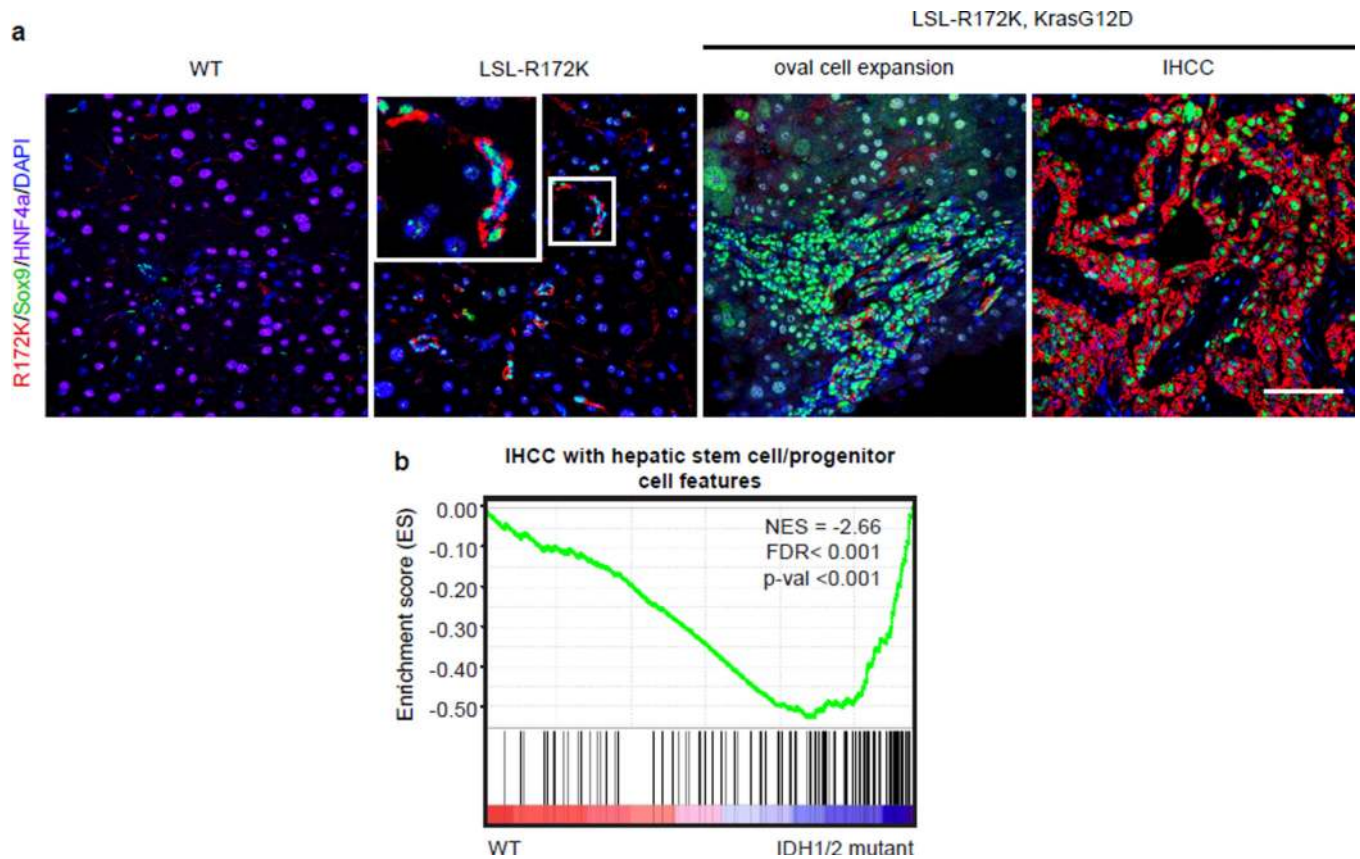 a
LSL-R172K, KrasG12D
WT
LSL-R172K
oval cell expansion
IHCC
R172K/Sox9/HNF4a/DAPI
b
IHCC with hepatic stem cell/progenitor
cell features
Enrichment score (ES)
0.00
-0.10
-0.20
-0.30
-0.40
-0.50
NES = -2.66
FDR< 0.001
p-val <0.001
WT
IDH1/2 mutant